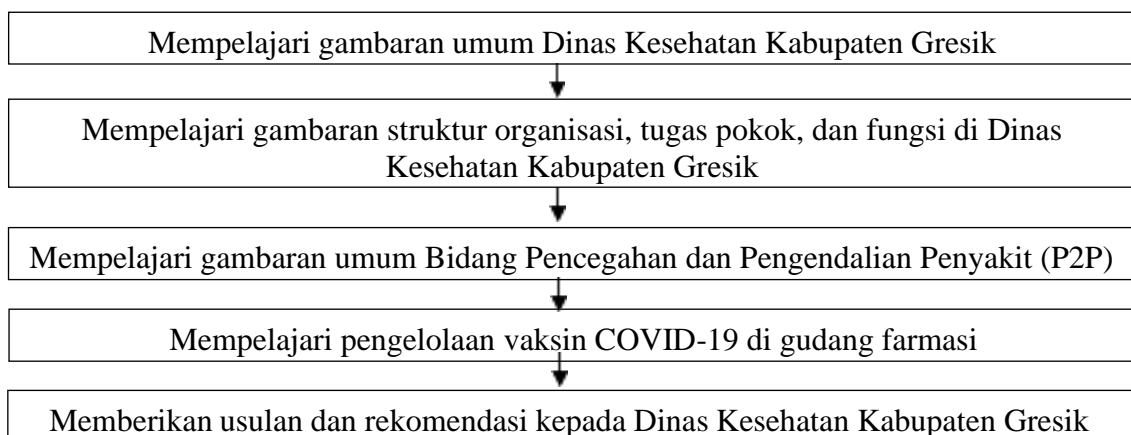 Mempelajari gambaran umum Dinas Kesehatan Kabupaten Gresik
Mempelajari gambaran struktur organisasi, tugas pokok, dan fungsi di Dinas
Kesehatan Kabupaten Gresik
Mempelajari gambaran umum Bidang Pencegahan dan Pengendalian Penyakit (P2P)
Mempelajari pengelolaan vaksin COVID-19 di gudang farmasi
Memberikan usulan dan rekomendasi kepada Dinas Kesehatan Kabupaten Gresik